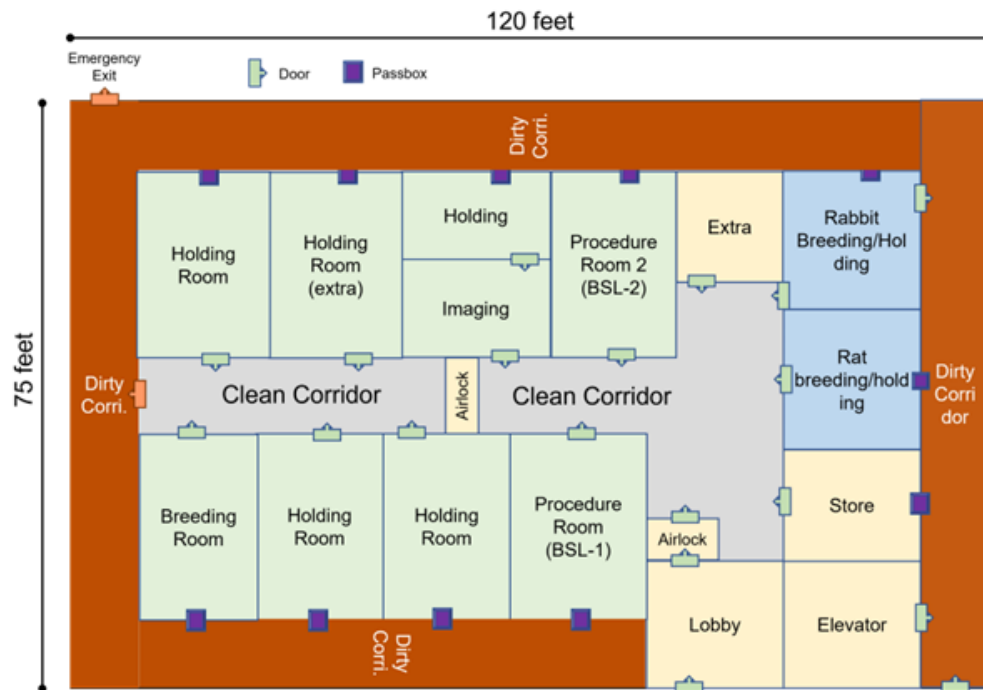 120 feet
Emergency
Exit
Door
Passbox
75 feet
Dirty
Corri.
Holding
Room
Holding
Room
(extra)
Holding
Imaging
Procedure
Room 2
(BSL-2)
Extra
Rabbit
Breeding/Hol
ding
Dirty
Corri.
Clean Corridor
Airlock
Clean Corridor
Rat
breeding/hold
ing
Dirty
Corri
dor
Breeding
Room
Holding
Room
Holding
Room
Procedure
Room
(BSL-1)
Airlock
Store
Dirty
Corri.
Lobby
Elevator